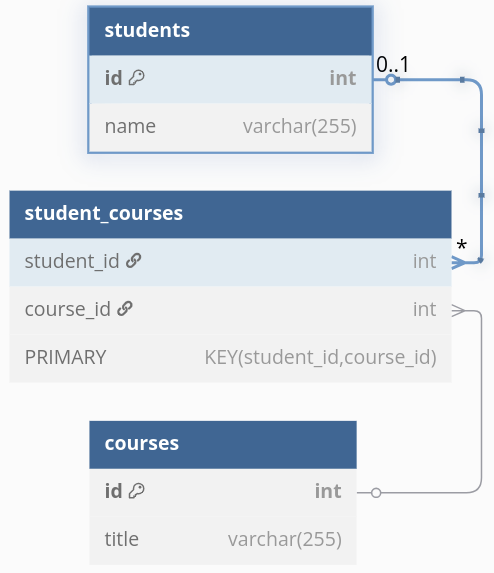 students
id int
0..1
name varchar(255)
student_courses
*
student_id int
course_id int
PRIMARY KEY(student_id,course_id)
courses
id int
title varchar(255)